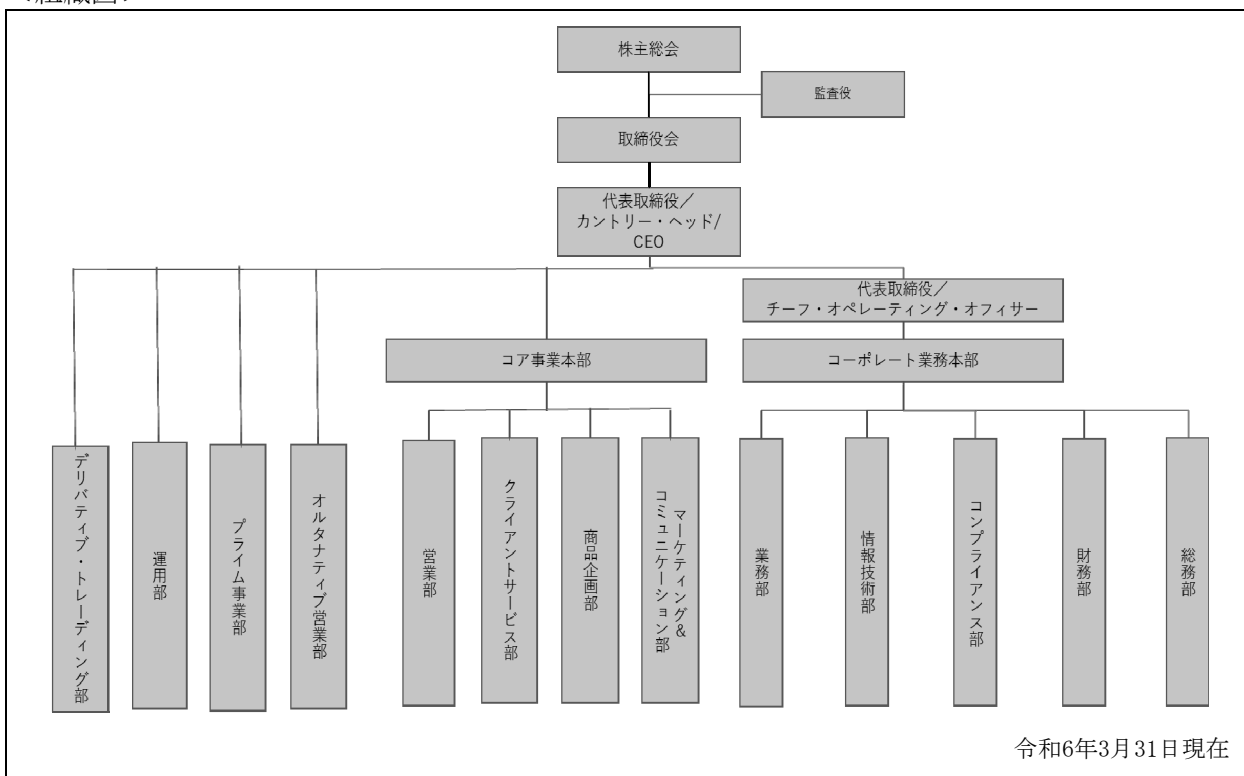 <組織図>
株主総会
監査役
取締役会
代表取締役／
カントリー・ヘッド/
CEO
代表取締役／
チーフ・オペレーティング・オフィサー
コア事業本部
コーポレート業務本部
デリバティブ・トレーディング部
運用部
プライム事業部
オルタナティブ営業部
営業部
クライアントサービス部
商品企画部
マーケティング＆
コミュニケーション部
業務部
情報技術部
コンプライアンス部
財務部
総務部
令和6年3月31日現在